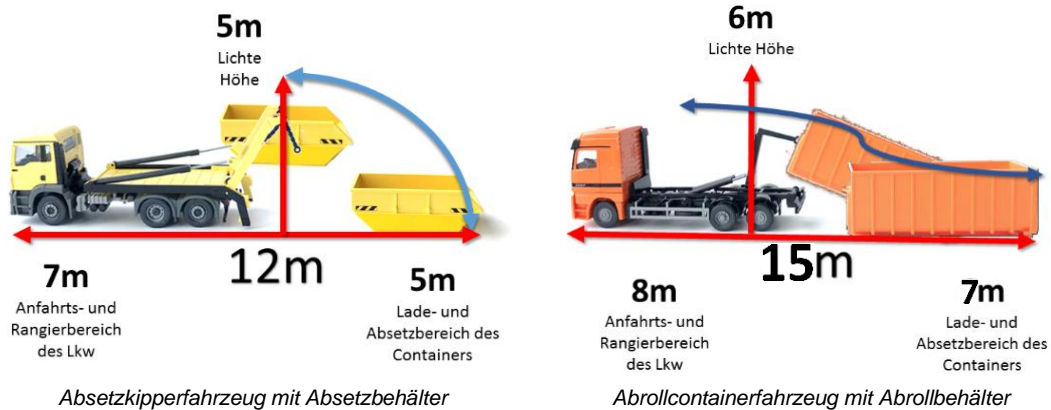 5m
Lichte
Höhe
12m
7m
Anfahrts- und
Rangierbereich
des Lkw
5m
Lade- und
Absetzbereich des
Containers
Absetzkipperfahrzeug mit Absetzbehälter
6m
Lichte Höhe
15m
8m
Anfahrts- und
Rangierbereich
des Lkw
7m
Lade- und
Absetzbereich des
Containers
Abrollcontainerfahrzeug mit Abrollbehälter